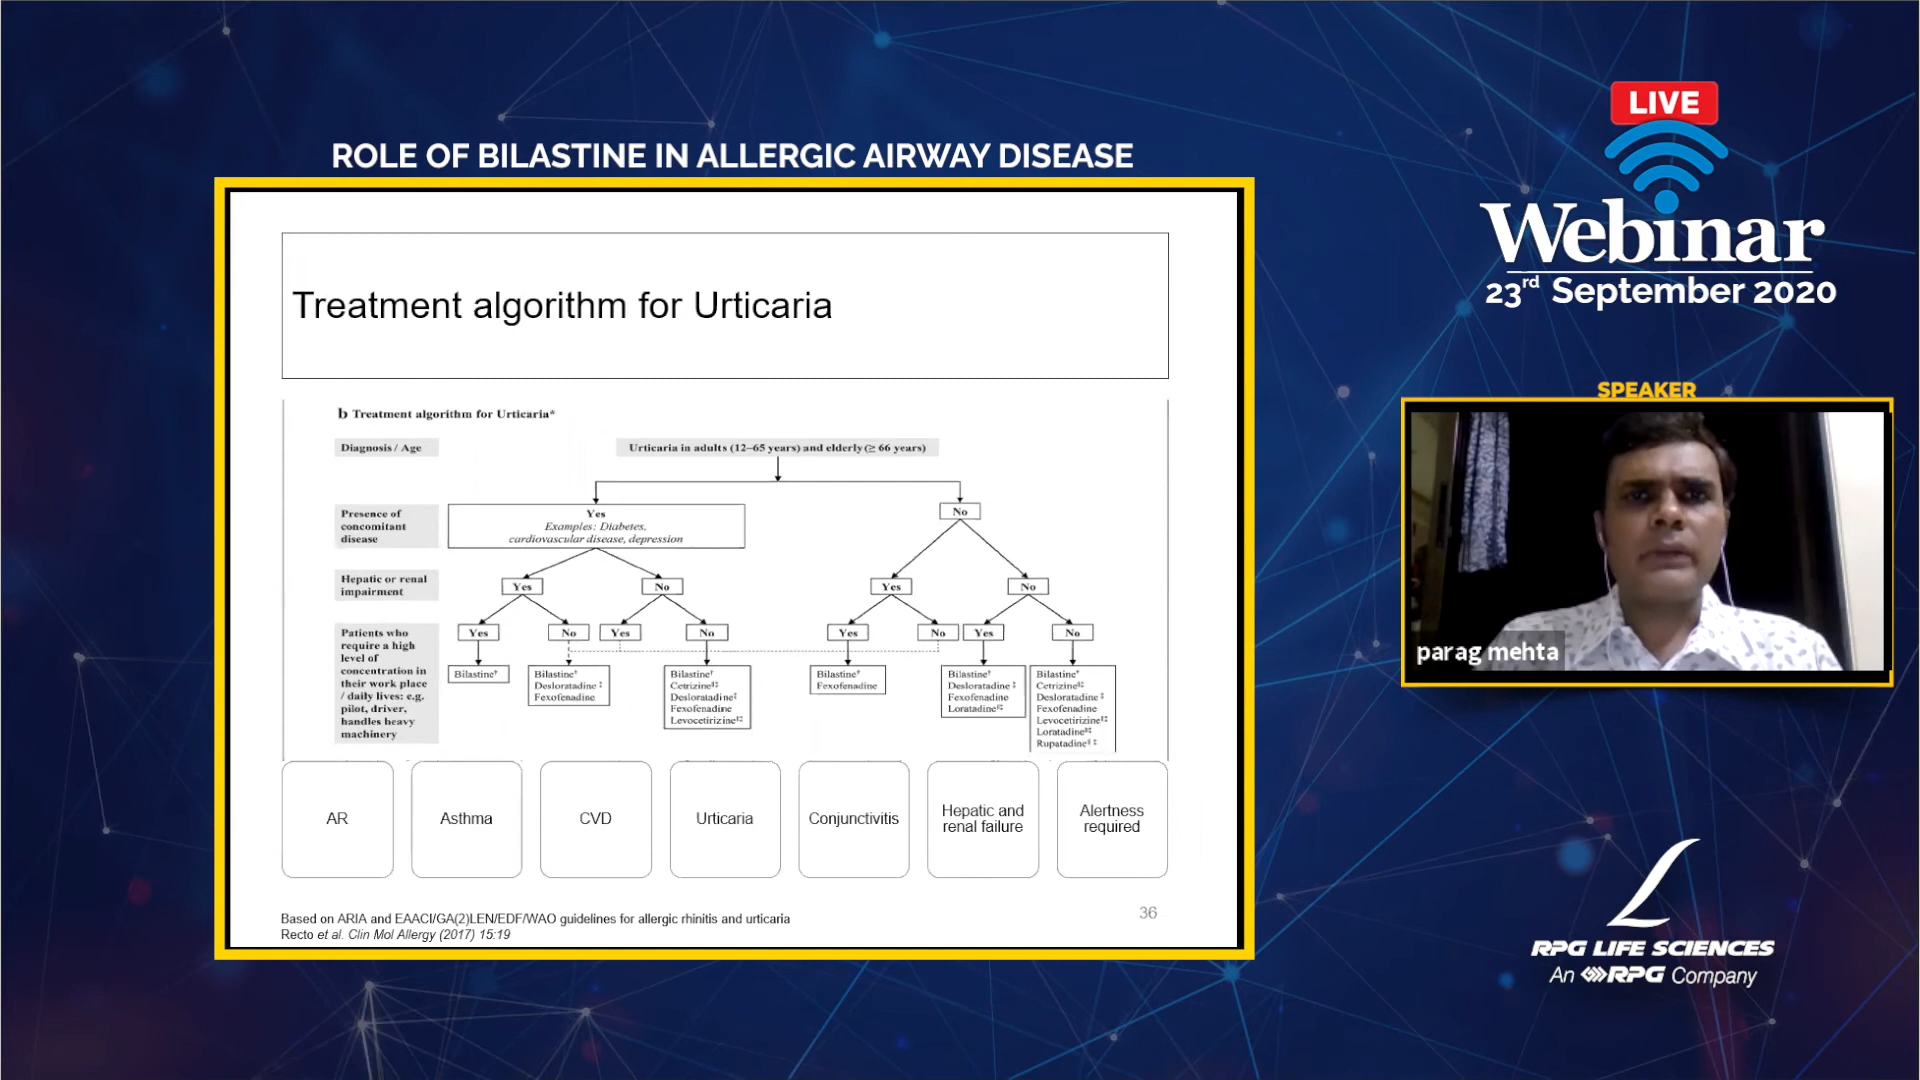 LIVE
Webinar
23rd September 2020
ROLE OF BILASTINE IN ALLERGIC AIRWAY DISEASE
Treatment algorithm for Urticaria
b Treatment algorithm for Urticaria*
Diagnosis / Age
Urticaria in adults (12–65 years) and elderly (≥ 66 years)
Presence of
concomitant
disease
Yes
Examples: Diabetes,
cardiovascular disease, depression
No
Hepatic or renal
impairment
Yes
No
Yes
No
Patients who
require a high
level of
concentration in
their work place
/ daily lives: e.g.
pilot, driver,
handles heavy
machinery
Yes
No
Yes
No
Yes
No
Yes
No
Bilastine†
Bilastine†
Desloratadine ‡
Fexofenadine
Bilastine†
Cetrizine§‡
Desloratadine‡
Fexofenadine
Levocetirizine§‡
Bilastine†
Fexofenadine
Bilastine†
Desloratadine ‡
Fexofenadine
Loratadine§‡
Bilastine†
Cetrizine§‡
Desloratadine ‡
Fexofenadine
Levocetirizine§‡
Loratadine§‡
Rupatadine§ ‡
AR
Asthma
CVD
Urticaria
Conjunctivitis
Hepatic and
renal failure
Alertness
required
Based on ARIA and EAACI/GA(2)LEN/EDF/WAO guidelines for allergic rhinitis and urticaria
Recto et al. Clin Mol Allergy (2017) 15:19
36
SPEAKER
parag mehta
RPG LIFE SCIENCES
An RPG Company